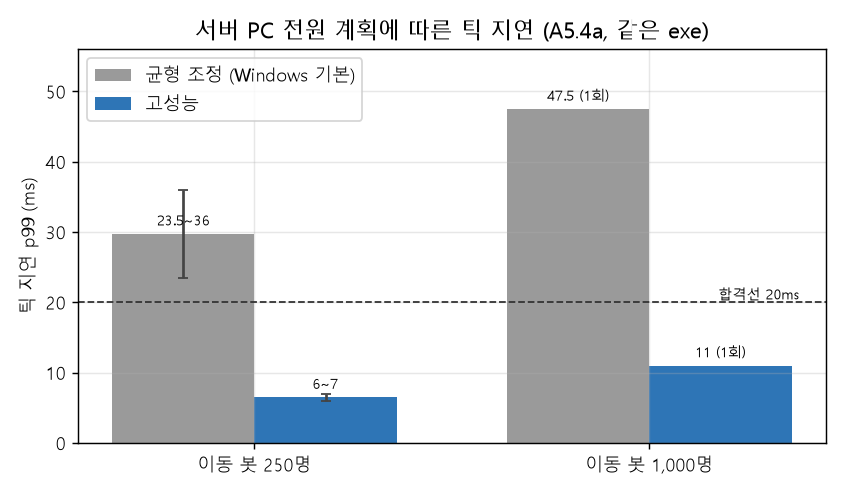 서버 PC 전원 계획에 따른 틱 지연 (A5.4a, 같은 exe)
균형 조정 (Windows 기본)
고성능
틱 지연 p99 (ms)
50
40
30
20
10
0
23.5~36
6~7
47.5 (1회)
11 (1회)
합격선 20ms
이동 봇 250명
이동 봇 1,000명